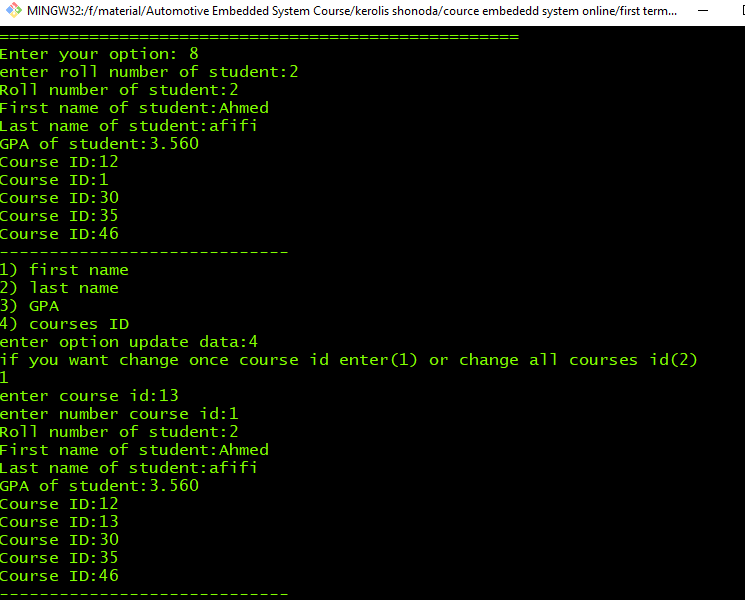 MINGW32:/f/material/Automotive Embedded System Course/kerolis shonoda/cource embededd system online/first term...
====================================================
Enter your option: 8
enter roll number of student:2
Roll number of student:2
First name of student:Ahmed
Last name of student:afifi
GPA of student:3.560
Course ID:12
Course ID:1
Course ID:30
Course ID:35
Course ID:46
-----------------------------
1) first name
2) last name
3) GPA
4) courses ID
enter option update data:4
if you want change once course id enter(1) or change all courses id(2)
1
enter course id:13
enter number course id:1
Roll number of student:2
First name of student:Ahmed
Last name of student:afifi
GPA of student:3.560
Course ID:12
Course ID:13
Course ID:30
Course ID:35
Course ID:46
-----------------------------